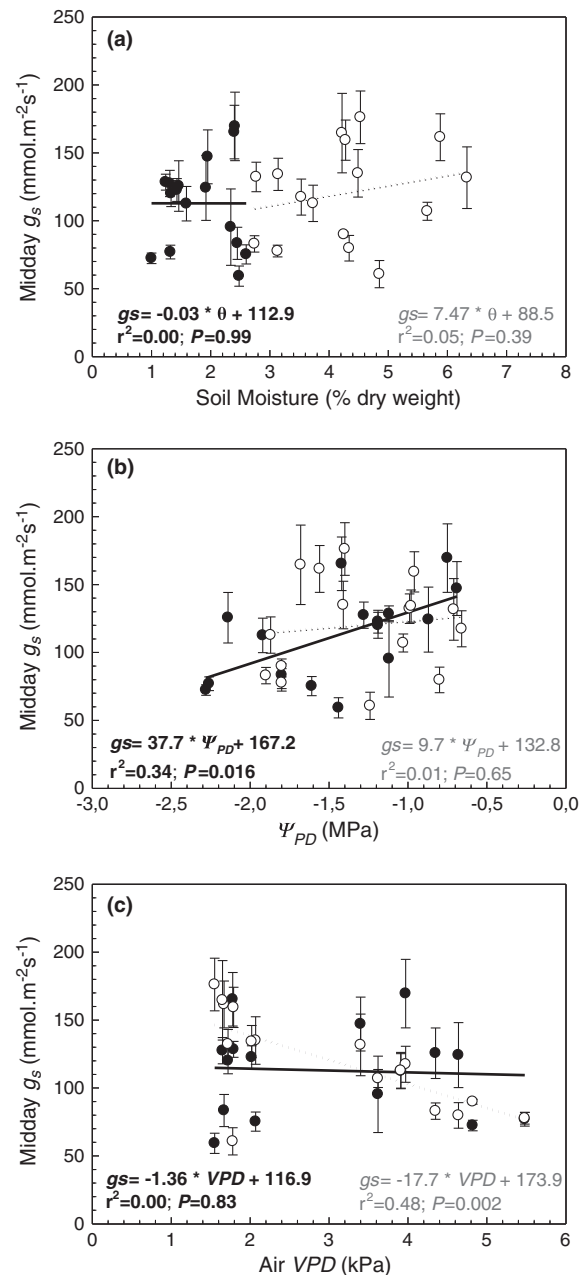 (a)
250
200
150
100
50
0
Midday gs (mmol.m-2s-1)
gs= -0.03 * θ + 112.9
r2=0.00; P=0.99
gs= 7.47 * θ + 88.5
r2=0.05; P=0.39
0 1 2 3 4 5 6 7 8
Soil Moisture (% dry weight)
(b)
250
200
150
100
50
0
Midday gs (mmol.m-2s-1)
gs= 37.7 * ΨPD+ 167.2
r2=0.34; P=0.016
gs= 9.7 * ΨPD + 132.8
r2=0.01; P=0.65
-3,0 -2,5 -2,0 -1,5 -1,0 -0,5 0,0
ΨPD (MPa)
(c)
250
200
150
100
50
0
Midday gs (mmol.m-2s-1)
gs= -1.36 * VPD + 116.9
r2=0.00; P=0.83
gs= -17.7 * VPD + 173.9
r2=0.48; P=0.002
0 1 2 3 4 5 6
Air VPD (kPa)